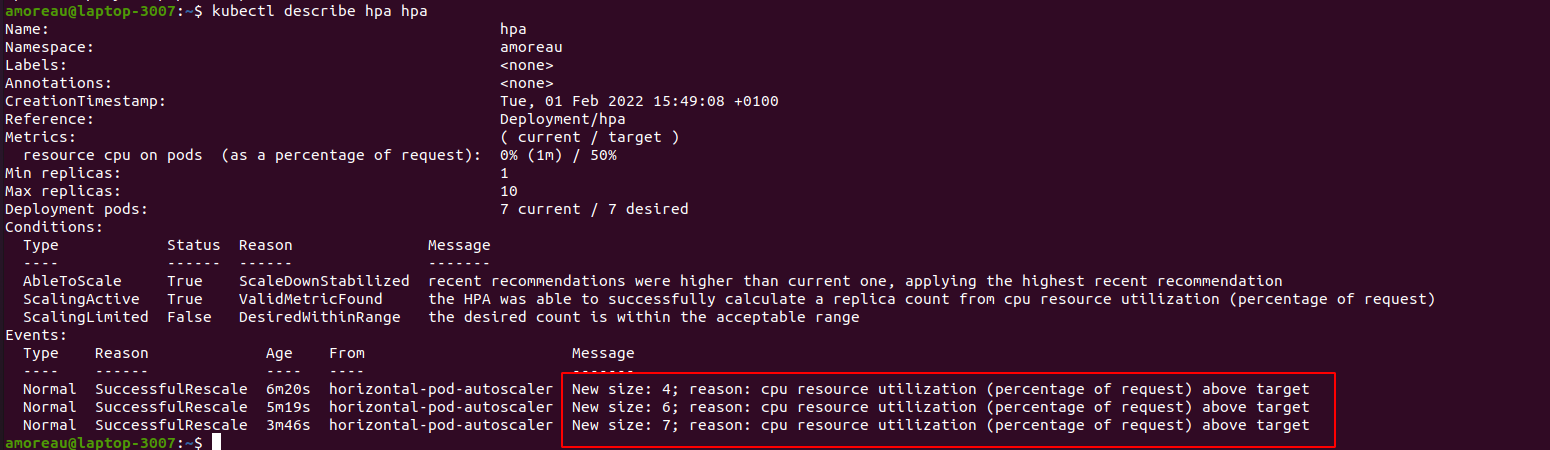 amoreau@laptop-3007:~$ kubectl describe hpa hpa
Name: hpa
Namespace: amoreau
Labels: <none>
Annotations: <none>
CreationTimestamp: Tue, 01 Feb 2022 15:49:08 +0100
Reference: Deployment/hpa
Metrics: ( current / target )
  resource cpu on pods  (as a percentage of request): 0% (1m) / 50%
Min replicas: 1
Max replicas: 10
Deployment pods: 7 current / 7 desired
Conditions:
  Type            Status  Reason               Message
  ----            ------  ------               -------
  AbleToScale     True    ScaleDownStabilized  recent recommendations were higher than current one, applying the highest recent recommendation
  ScalingActive   True    ValidMetricFound     the HPA was able to successfully calculate a replica count from cpu resource utilization (percentage of request)
  ScalingLimited  False   DesiredWithinRange   the desired count is within the acceptable range
Events:
  Type    Reason             Age    From                       Message
  ----    ------             ----   ----                       -------
  Normal  SuccessfulRescale  6m20s  horizontal-pod-autoscaler  New size: 4; reason: cpu resource utilization (percentage of request) above target
  Normal  SuccessfulRescale  5m19s  horizontal-pod-autoscaler  New size: 6; reason: cpu resource utilization (percentage of request) above target
  Normal  SuccessfulRescale  3m46s  horizontal-pod-autoscaler  New size: 7; reason: cpu resource utilization (percentage of request) above target
amoreau@laptop-3007:~$